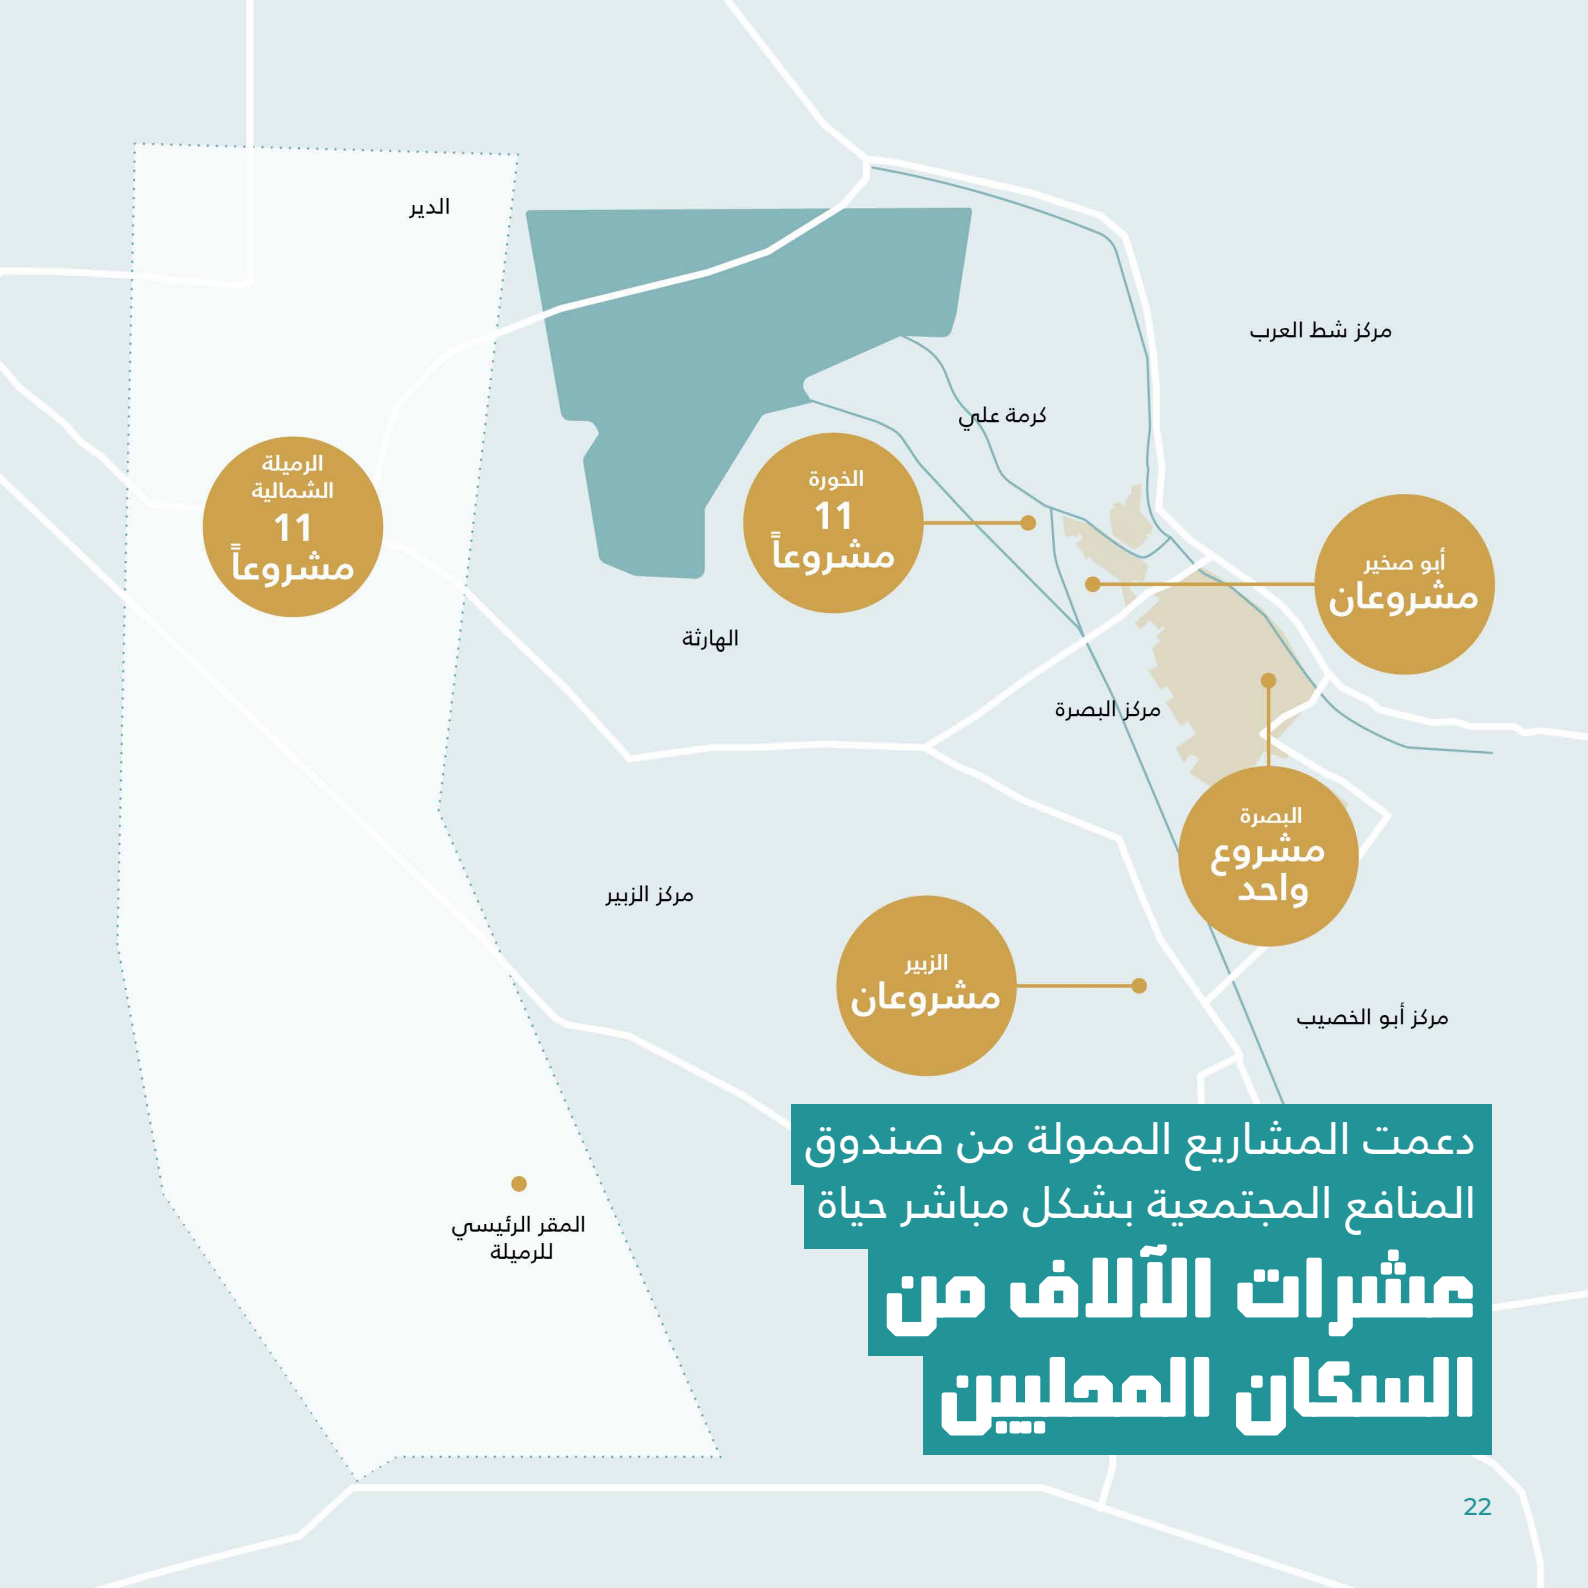 الدير
مركز شط العرب
كرمة علي
الرميلة
الشمالية
11
مشروعاً
الخورة
11
مشروعاً
أبو صخير
مشروعان
الهارثة
مركز البصرة
البصرة
مشروع
واحد
مركز الزبير
الزبير
مشروعان
مركز أبو الخصيب
المقر الرئيسي
للرميلة
دعمت المشاريع الممولة من صندوق
المنافع المجتمعية بشكل مباشر حياة
عشرات الآلاف من
السكان المحليين
22